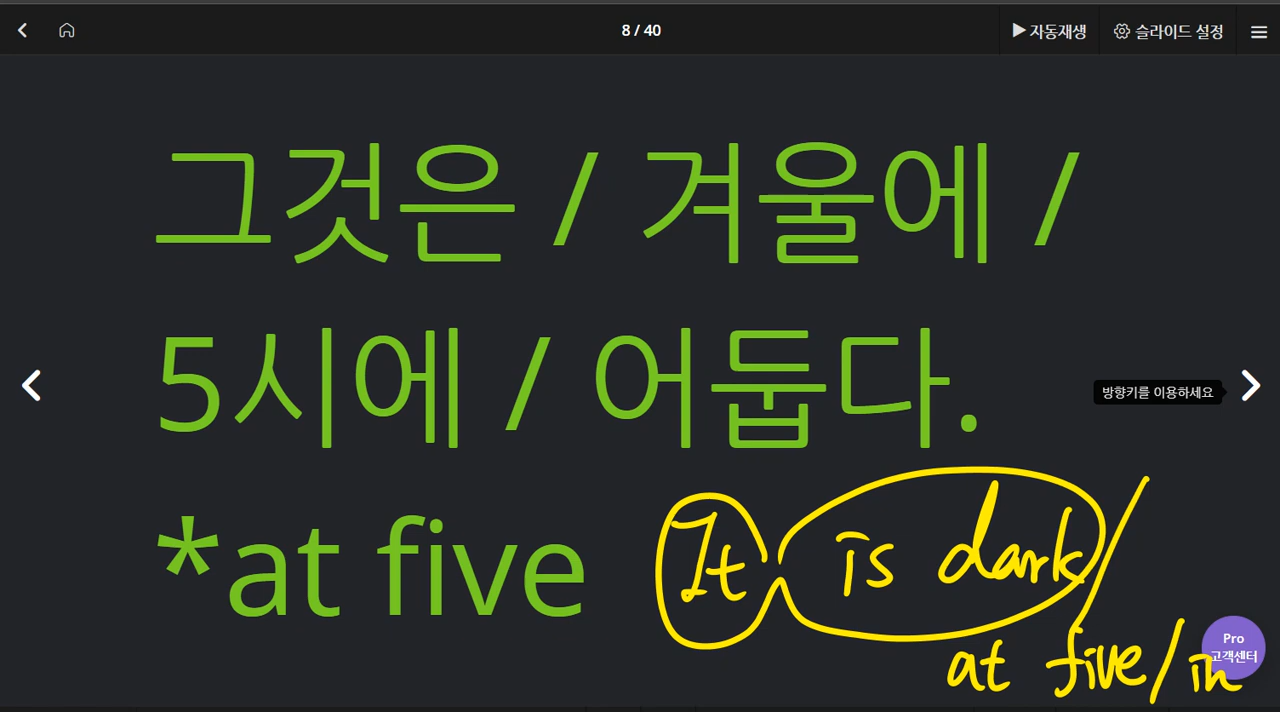 8 / 40
▶ 자동재생
슬라이드 설정
그것은 / 겨울에 /
5시에 / 어둡다.
방향키를 이용하세요
*at five
It is dark /
at five / in
Pro
고객센터